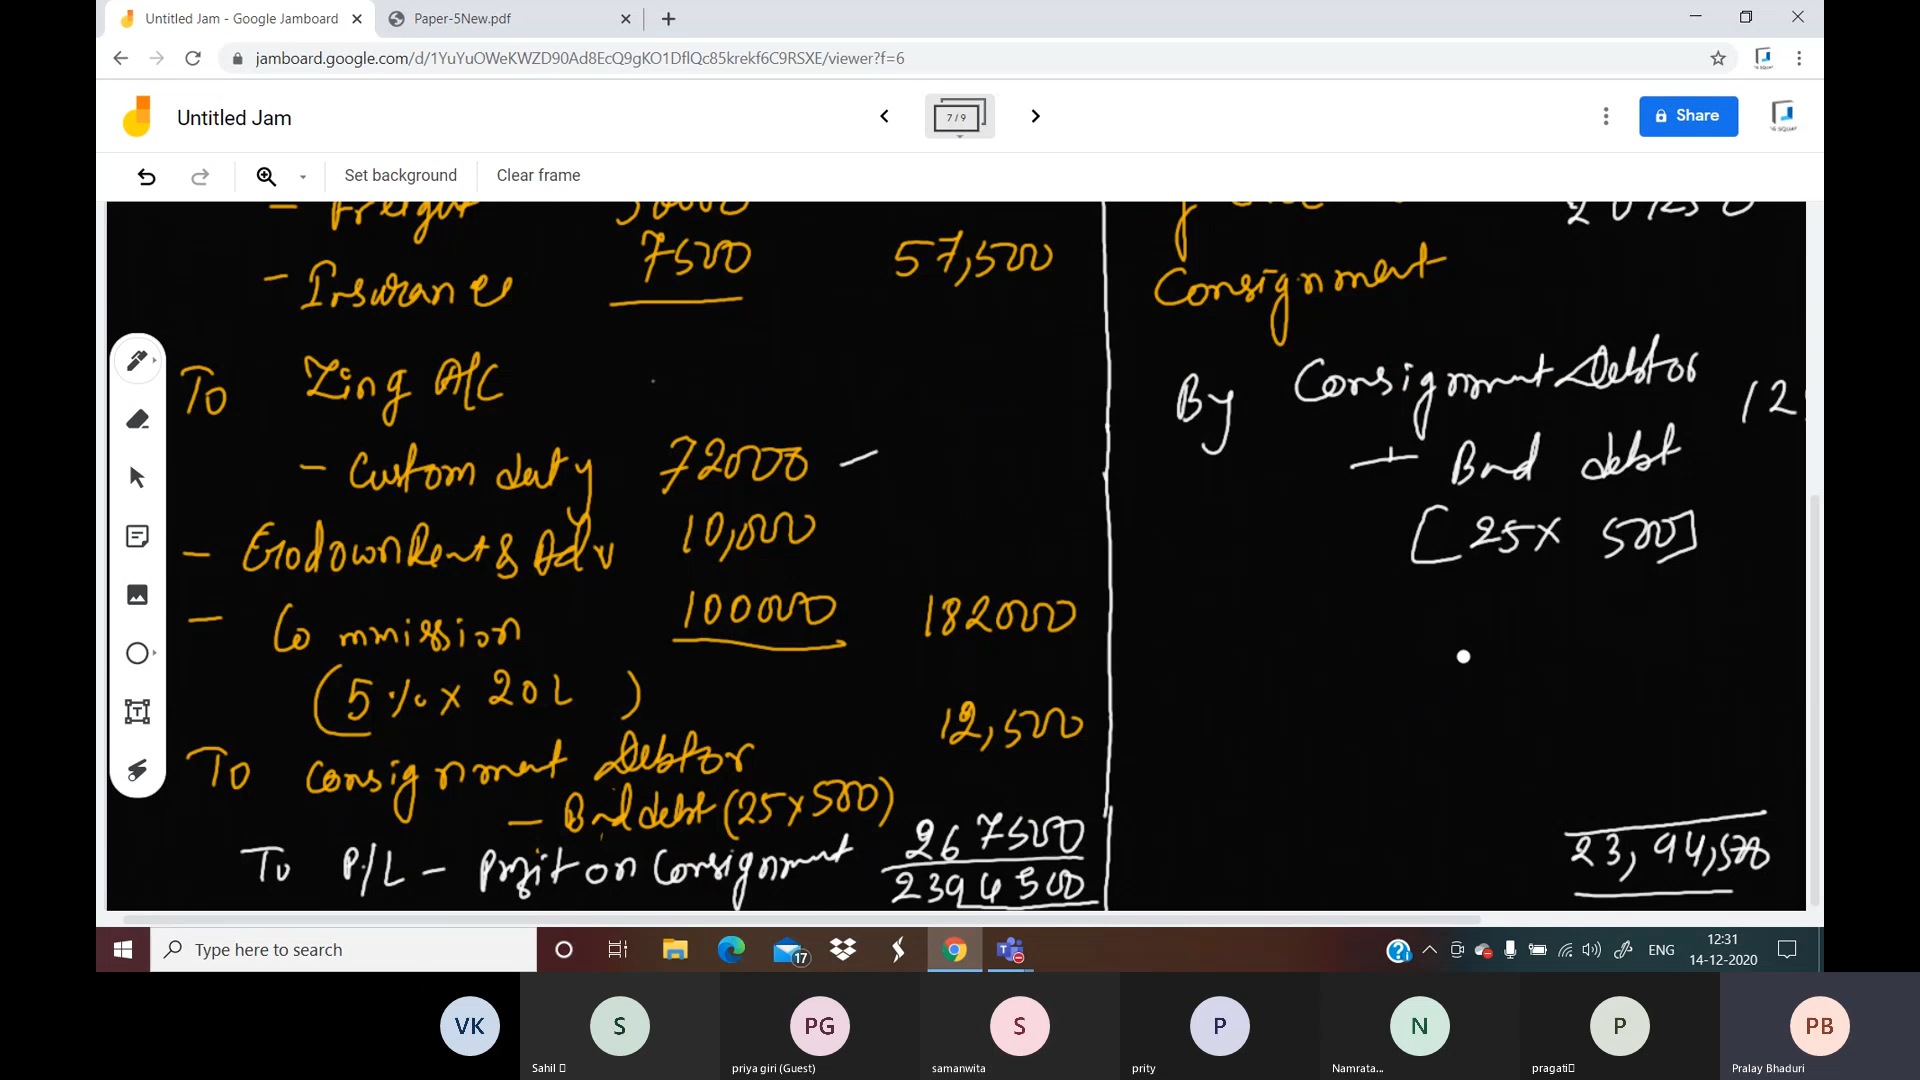 Untitled Jam - Google Jamboard
Paper-5New.pdf
jamboard.google.com/d/1YuYuOWeKWZD90Ad8EcQ9gKO1DflQc85krekf6C9RSXE/viewer?f=6
Untitled Jam
7 / 9
Share
Set background
Clear frame
- Freight
- Insurance 7500 57,500
To Zing A/C
- Custom duty 72000 -
- Godown Rent & Adv 10,000
- Commission 100000 182000
(5% x 20L)
To consignment Debtor 12,500
- Bad debt (25 x 500)
To P/L - Profit on Consignment 267500
2394500
Consignment
By Consignment Debtor 12
- Bad debt
[25 x 500]
23,94,500
Type here to search
17
ENG
12:31
14-12-2020
VK
S
PG
S
P
N
P
PB
Sahil
priya giri (Guest)
samanwita
prity
Namrata...
pragati
Pralay Bhaduri